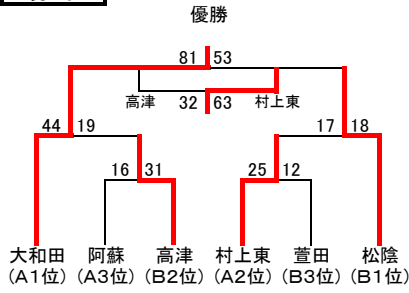 優勝
81 53
高津 32 63 村上東
44 19 17 18
16 31 25 12
大和田 阿蘇 高津 村上東 萱田 松陰
(A1位) (A3位) (B2位) (A2位) (B3位) (B1位)